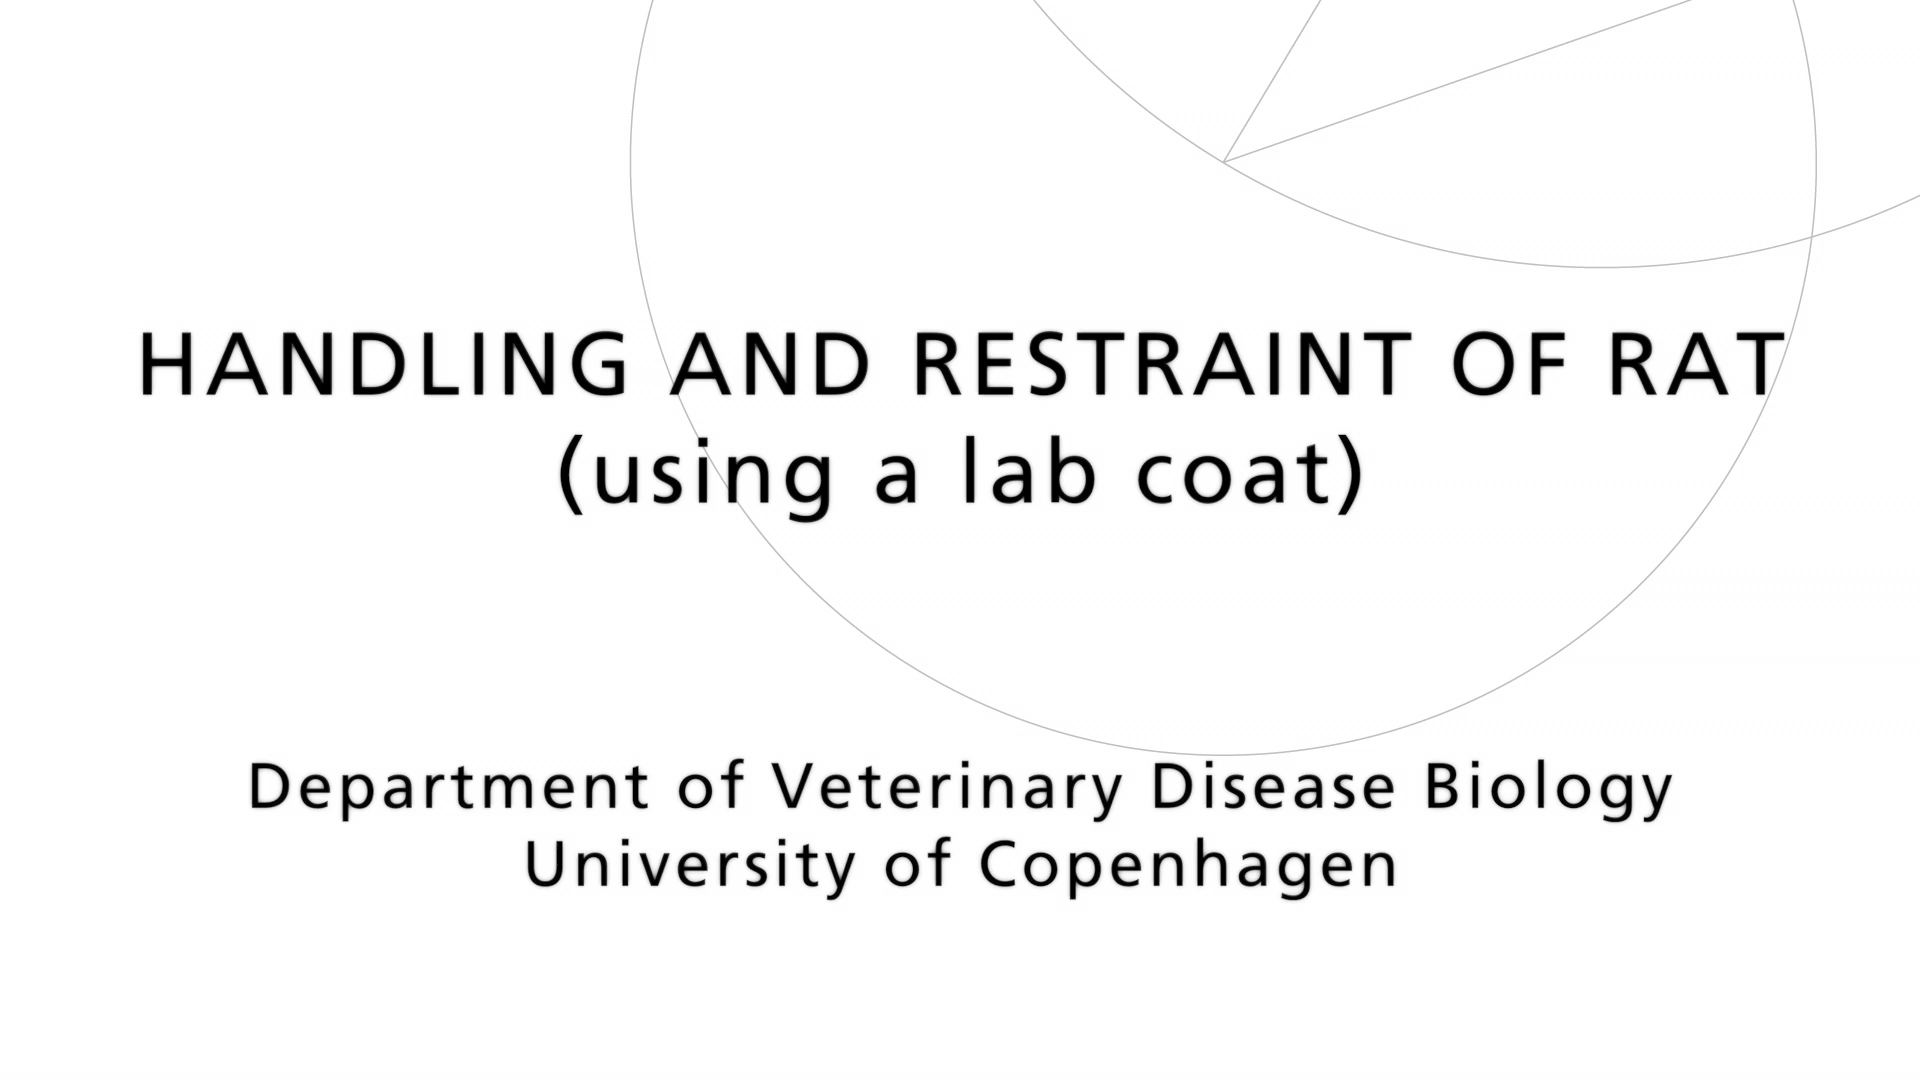 HANDLING AND RESTRAINT OF RAT
(using a lab coat)
Department of Veterinary Disease Biology
University of Copenhagen